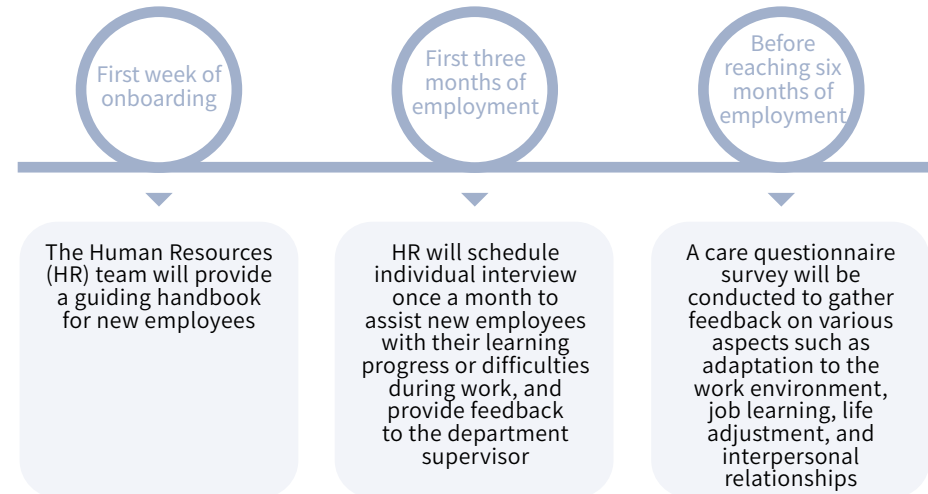 First week of
onboarding
First three
months of
employment
Before
reaching six
months of
employment
The Human Resources
(HR) team will provide
a guiding handbook
for new employees
HR will schedule
individual interview
once a month to
assist new employees
with their learning
progress or difficulties
during work, and
provide feedback
to the department
supervisor
A care questionnaire
survey will be
conducted to gather
feedback on various
aspects such as
adaptation to the
work environment,
job learning, life
adjustment, and
interpersonal
relationships